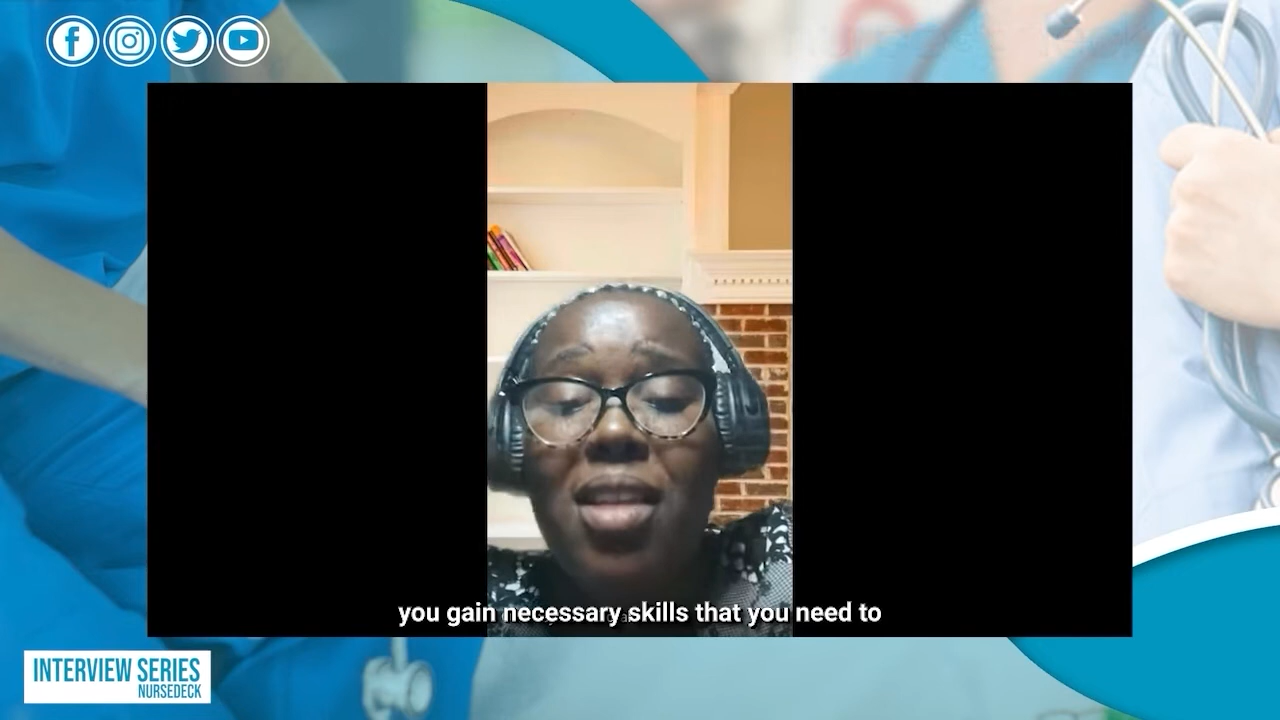 you gain necessary skills that you need to
INTERVIEW SERIES
NURSEDECK